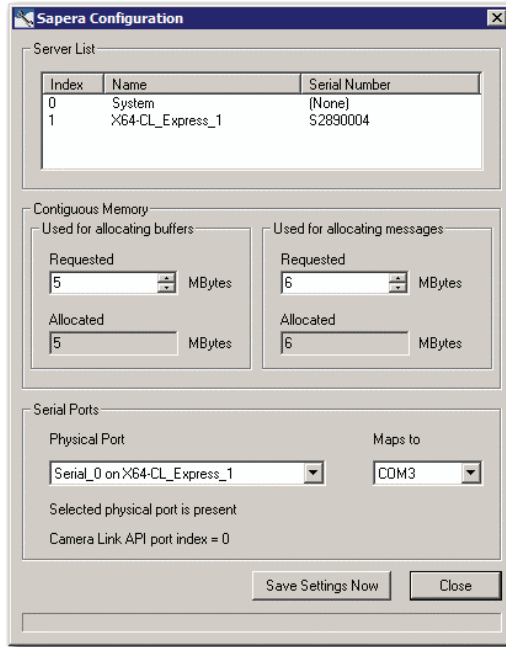 Sapera Configuration
Server List
Index Name Serial Number
0 System (None)
1 X64-CL_Express_1 S2890004
Contiguous Memory
Used for allocating buffers Used for allocating messages
Requested Requested
5 MBytes 6 MBytes
Allocated Allocated
5 MBytes 6 MBytes
Serial Ports
Physical Port Maps to
Serial_0 on X64-CL_Express_1 COM3
Selected physical port is present
Camera Link API port index = 0
Save Settings Now Close